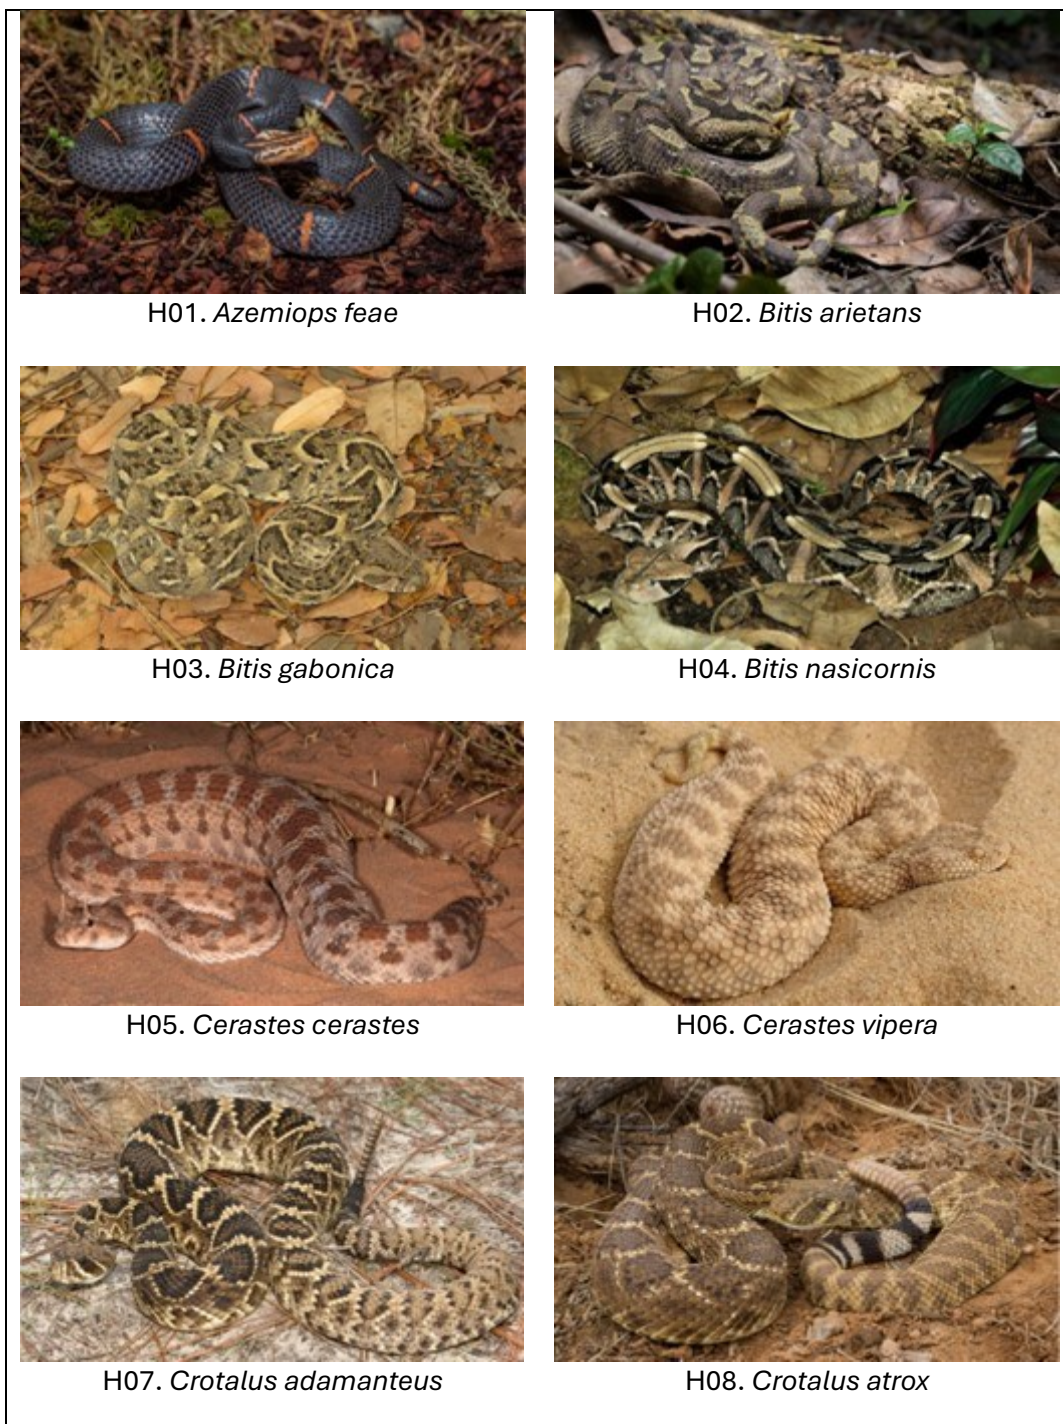 H01. Azemiops feae
H02. Bitis arietans
H03. Bitis gabonica
H04. Bitis nasicornis
H05. Cerastes cerastes
H06. Cerastes vipera
H07. Crotalus adamanteus
H08. Crotalus atrox